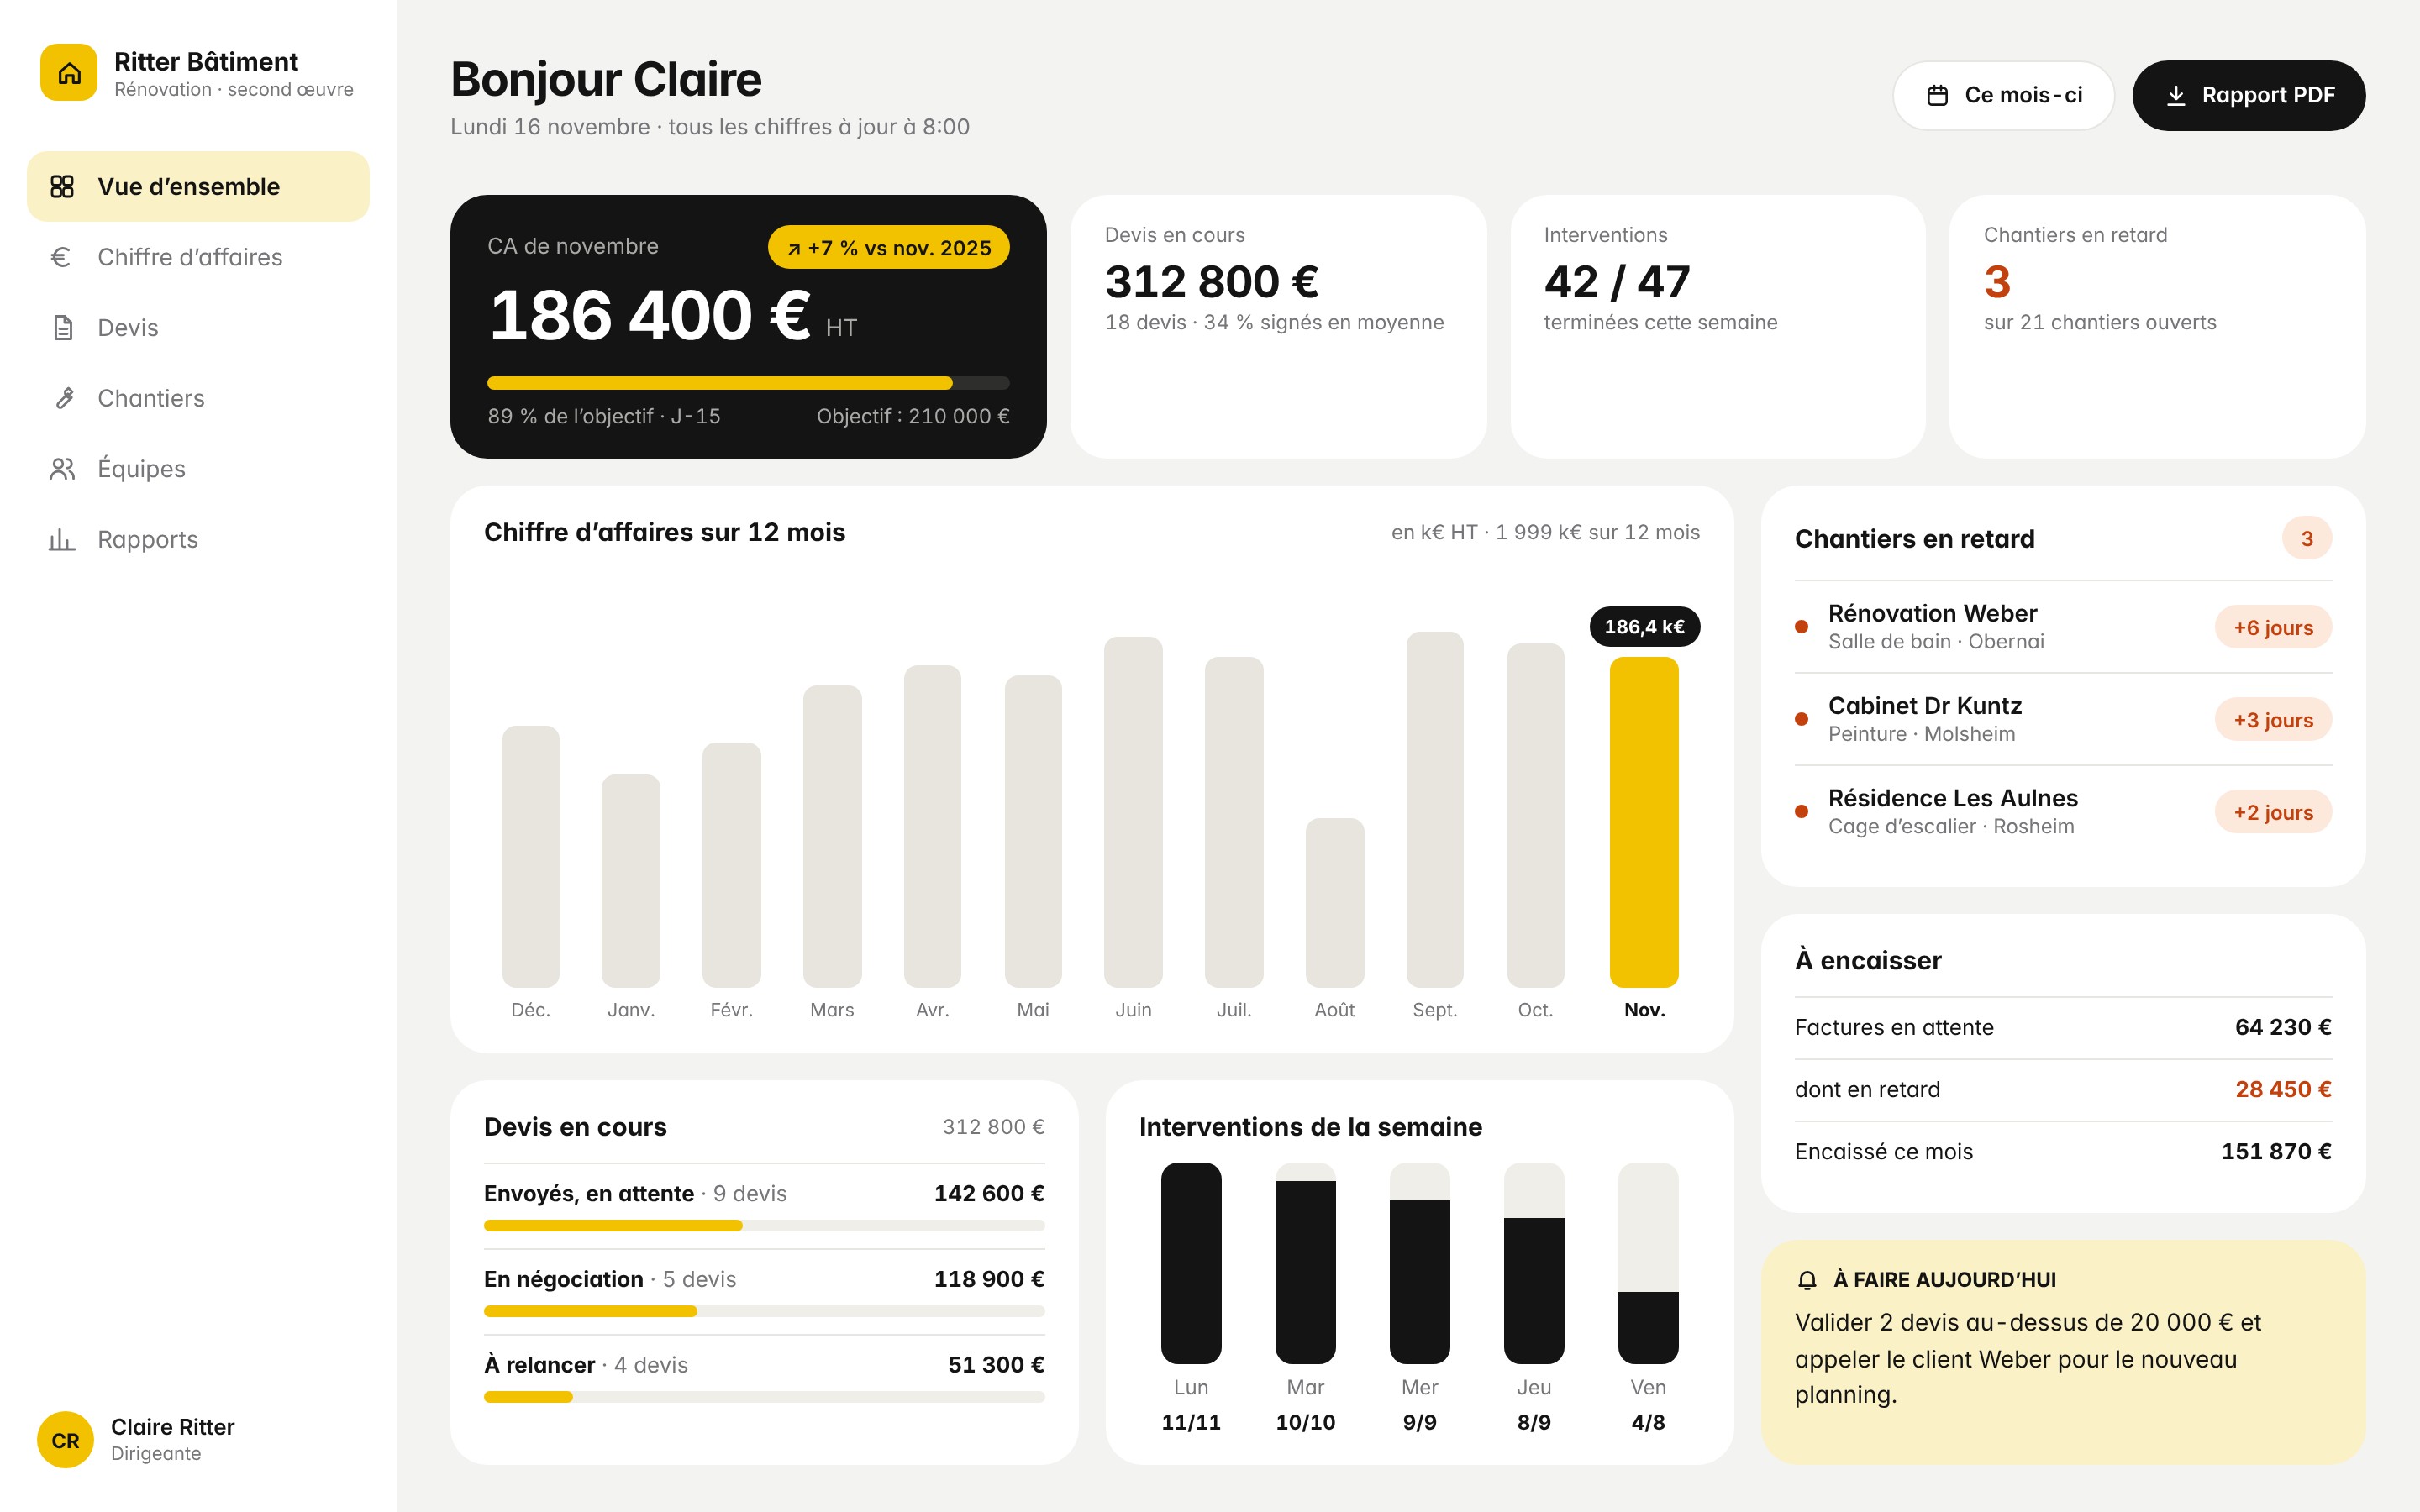 Ritter Bâtiment
Rénovation · second œuvre
Vue d’ensemble
Chiffre d’affaires
Devis
Chantiers
Équipes
Rapports
CR
Claire Ritter
Dirigeante
Bonjour Claire
Lundi 16 novembre · tous les chiffres à jour à 8:00
Ce mois-ci
Rapport PDF
CA de novembre
↗ +7 % vs nov. 2025
186 400 € HT
89 % de l’objectif · J-15
Objectif : 210 000 €
Devis en cours
312 800 €
18 devis · 34 % signés en moyenne
Interventions
42 / 47
terminées cette semaine
Chantiers en retard
3
sur 21 chantiers ouverts
Chiffre d’affaires sur 12 mois
en k€ HT · 1 999 k€ sur 12 mois
186,4 k€
Déc.
Janv.
Févr.
Mars
Avr.
Mai
Juin
Juil.
Août
Sept.
Oct.
Nov.
Chantiers en retard
3
Rénovation Weber
Salle de bain · Obernai
+6 jours
Cabinet Dr Kuntz
Peinture · Molsheim
+3 jours
Résidence Les Aulnes
Cage d’escalier · Rosheim
+2 jours
Devis en cours
312 800 €
Envoyés, en attente · 9 devis
142 600 €
En négociation · 5 devis
118 900 €
À relancer · 4 devis
51 300 €
Interventions de la semaine
Lun
Mar
Mer
Jeu
Ven
11/11
10/10
9/9
8/9
4/8
À encaisser
Factures en attente
64 230 €
dont en retard
28 450 €
Encaissé ce mois
151 870 €
À FAIRE AUJOURD’HUI
Valider 2 devis au-dessus de 20 000 € et
appeler le client Weber pour le nouveau
planning.